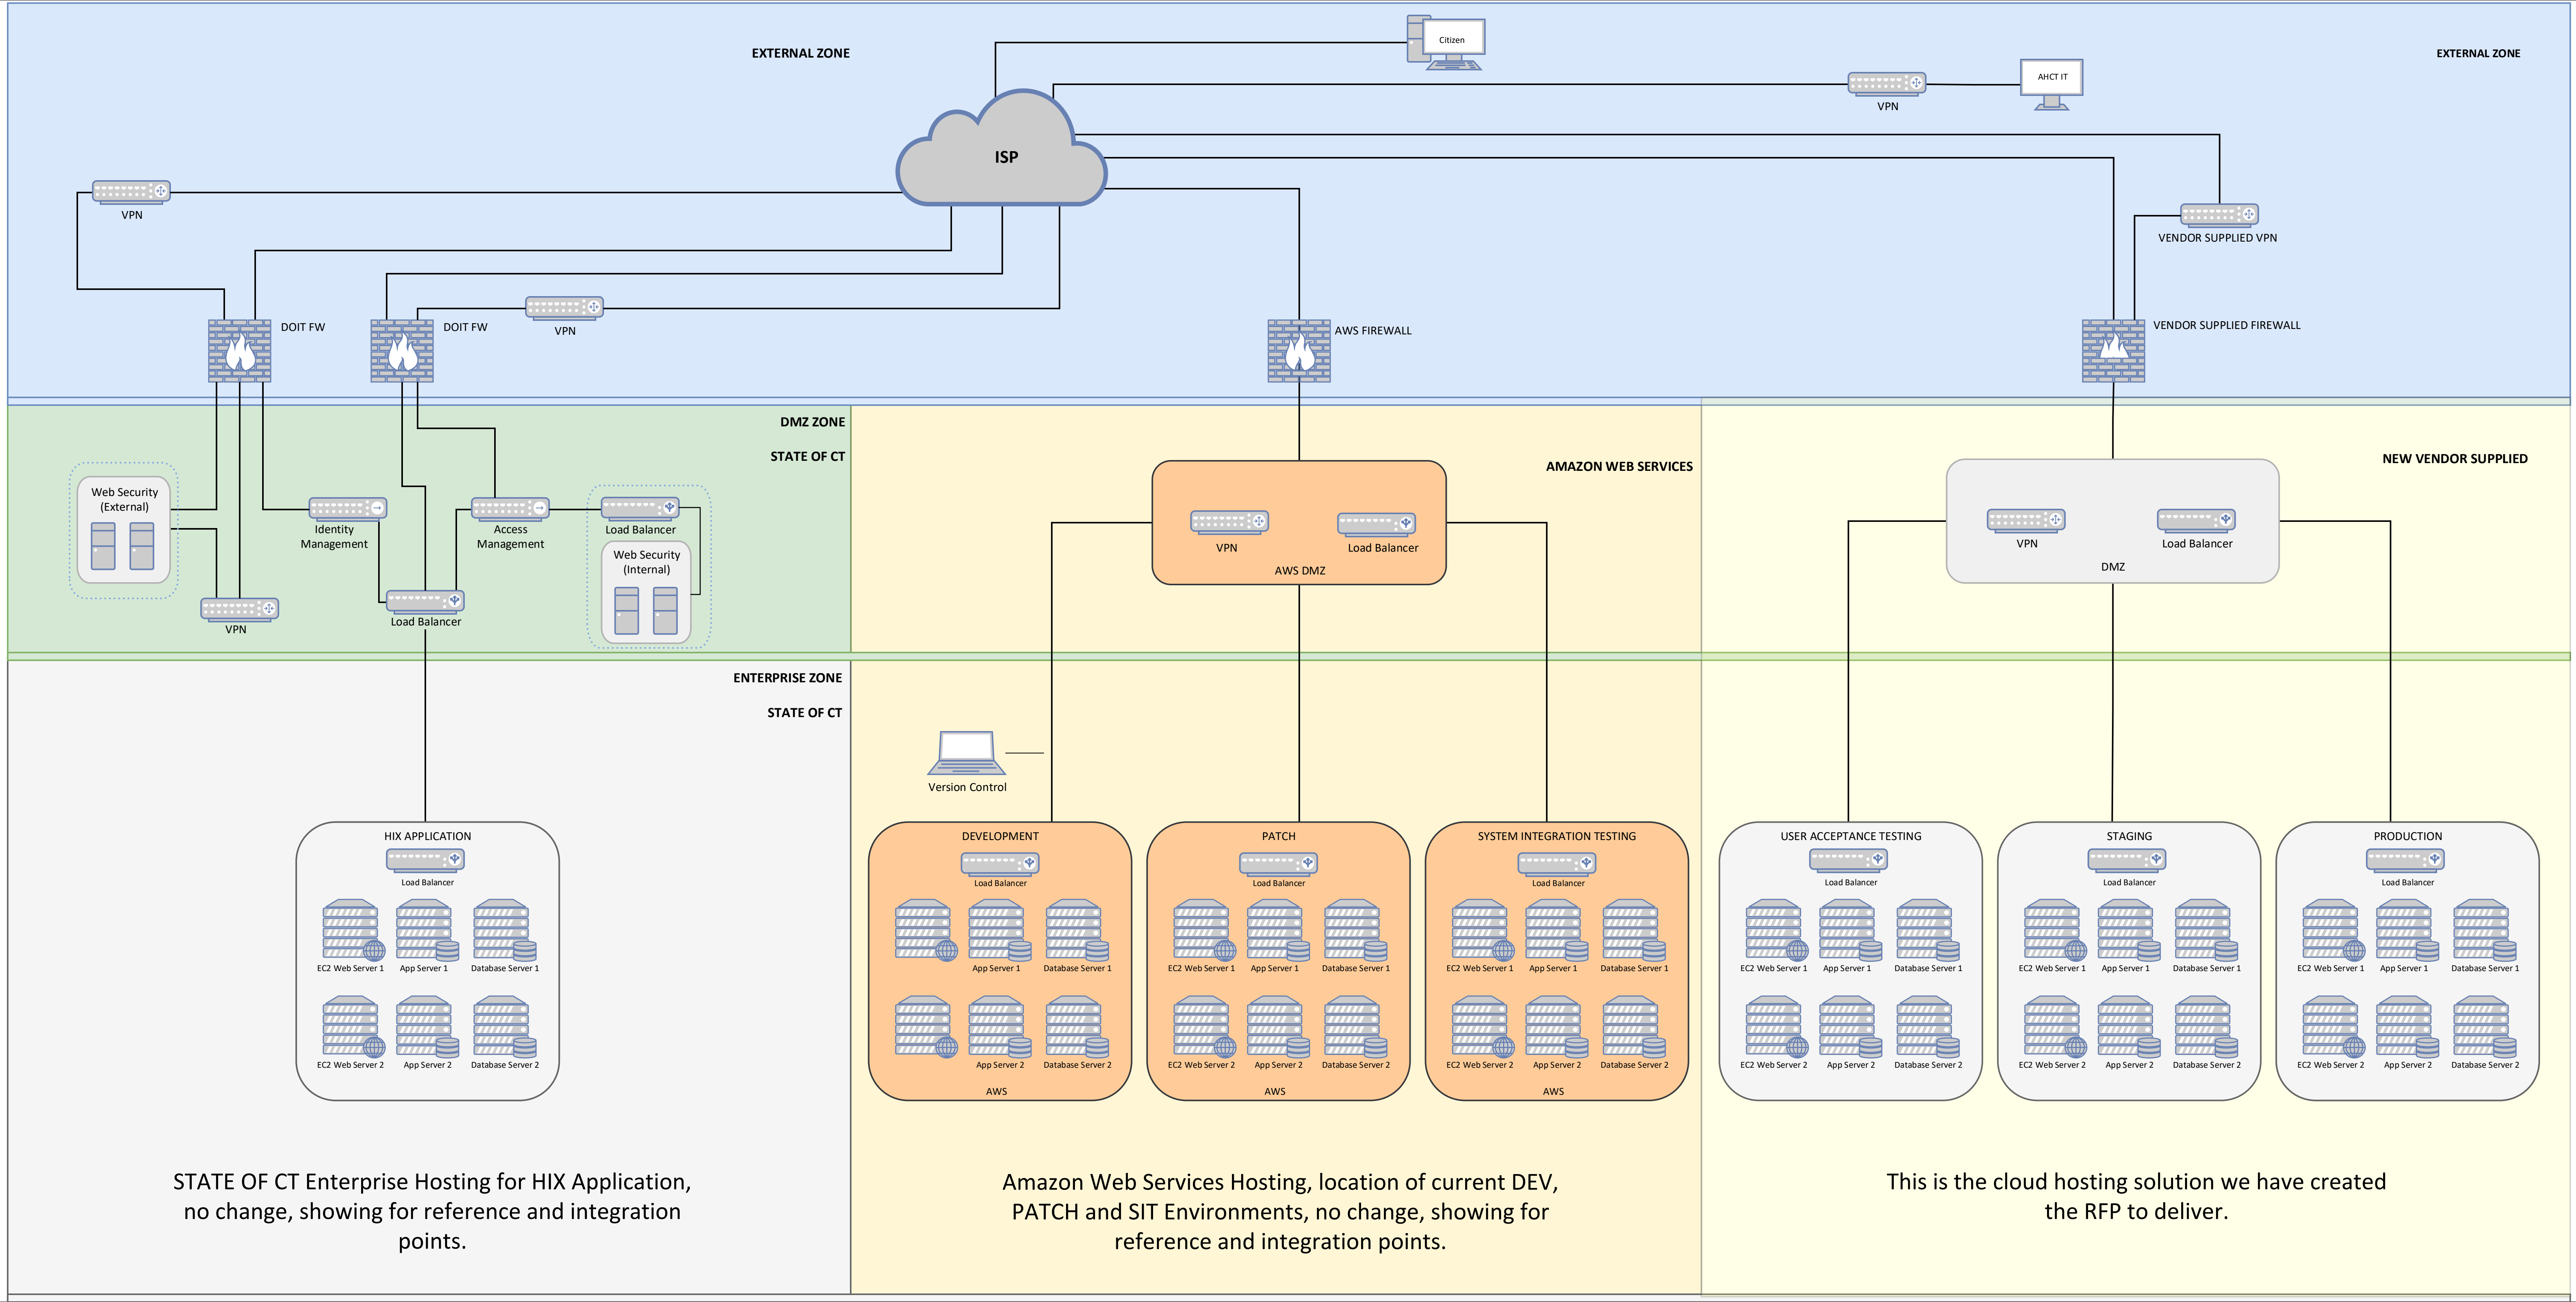 EXTERNAL ZONE
Citizen
EXTERNAL ZONE
AHCT IT
VPN
ISP
VPN
VENDOR SUPPLIED VPN
DOIT FW
DOIT FW
VPN
AWS FIREWALL
VENDOR SUPPLIED FIREWALL
DMZ ZONE
STATE OF CT
Web Security
(External)
Identity
Management
Access
Management
Load Balancer
Web Security
(Internal)
VPN
Load Balancer
AMAZON WEB SERVICES
VPN
Load Balancer
AWS DMZ
NEW VENDOR SUPPLIED
VPN
Load Balancer
DMZ
ENTERPRISE ZONE
STATE OF CT
Version Control
HIX APPLICATION
Load Balancer
EC2 Web Server 1
App Server 1
Database Server 1
EC2 Web Server 2
App Server 2
Database Server 2
DEVELOPMENT
Load Balancer
App Server 1
Database Server 1
App Server 2
Database Server 2
AWS
PATCH
Load Balancer
EC2 Web Server 1
App Server 1
Database Server 1
EC2 Web Server 2
App Server 2
Database Server 2
AWS
SYSTEM INTEGRATION TESTING
Load Balancer
EC2 Web Server 1
App Server 1
Database Server 1
EC2 Web Server 2
App Server 2
Database Server 2
AWS
USER ACCEPTANCE TESTING
Load Balancer
EC2 Web Server 1
App Server 1
Database Server 1
EC2 Web Server 2
App Server 2
Database Server 2
STAGING
Load Balancer
EC2 Web Server 1
App Server 1
Database Server 1
EC2 Web Server 2
App Server 2
Database Server 2
PRODUCTION
Load Balancer
EC2 Web Server 1
App Server 1
Database Server 1
EC2 Web Server 2
App Server 2
Database Server 2
STATE OF CT Enterprise Hosting for HIX Application,
no change, showing for reference and integration
points.
Amazon Web Services Hosting, location of current DEV,
PATCH and SIT Environments, no change, showing for
reference and integration points.
This is the cloud hosting solution we have created
the RFP to deliver.